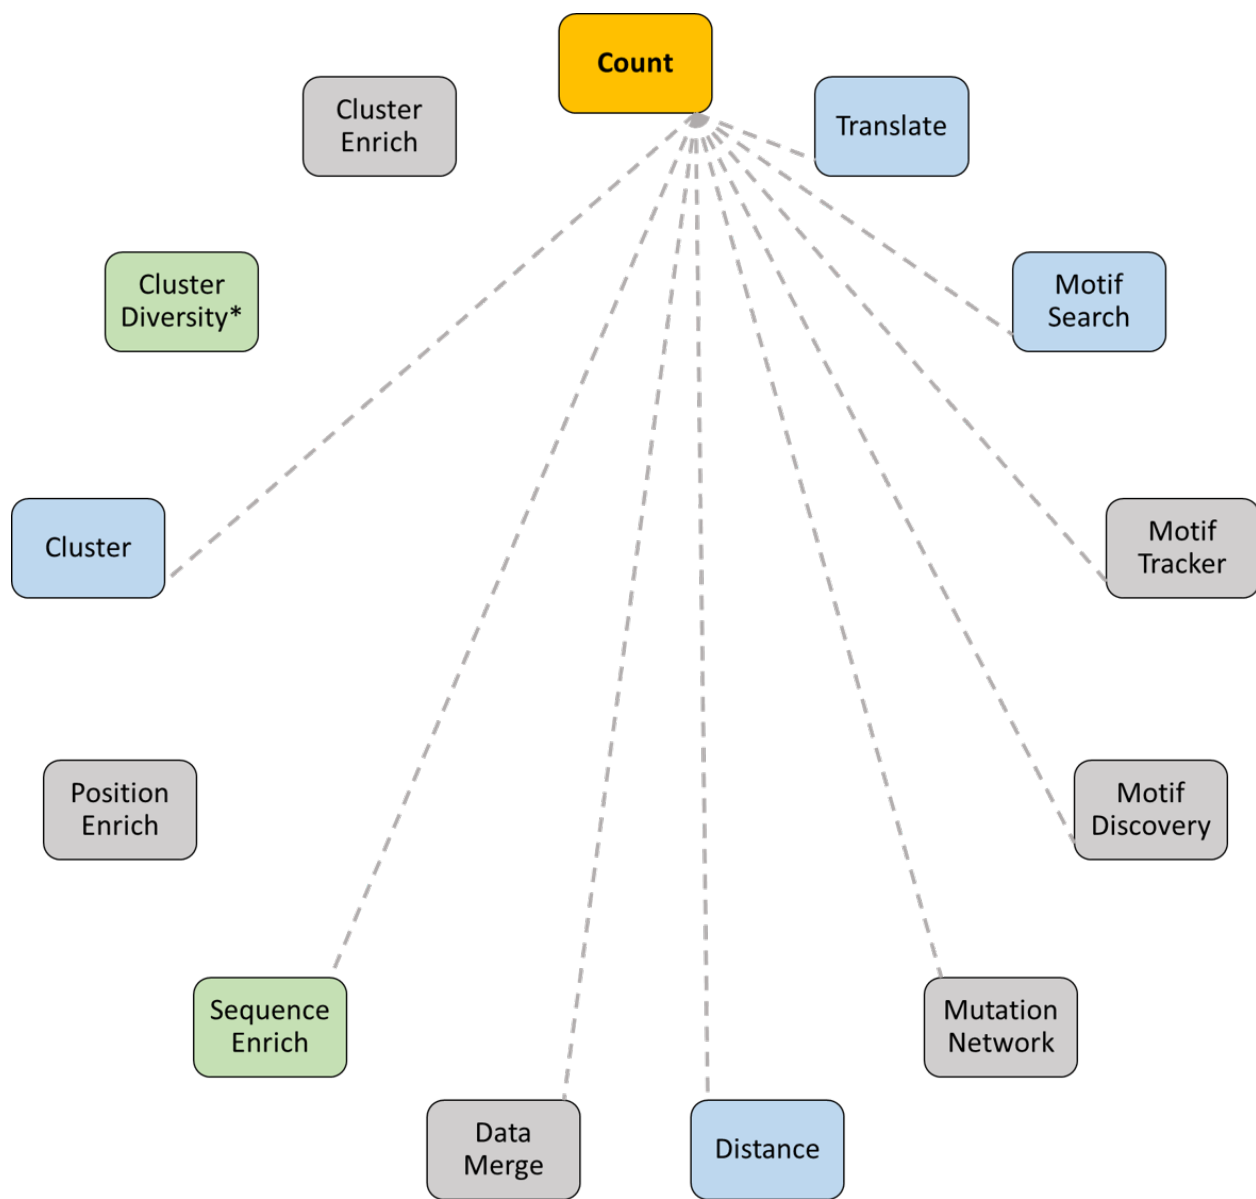 Count
Cluster
Enrich
Translate
Cluster
Diversity*
Motif
Search
Cluster
Motif
Tracker
Position
Enrich
Motif
Discovery
Sequence
Enrich
Mutation
Network
Data
Merge
Distance